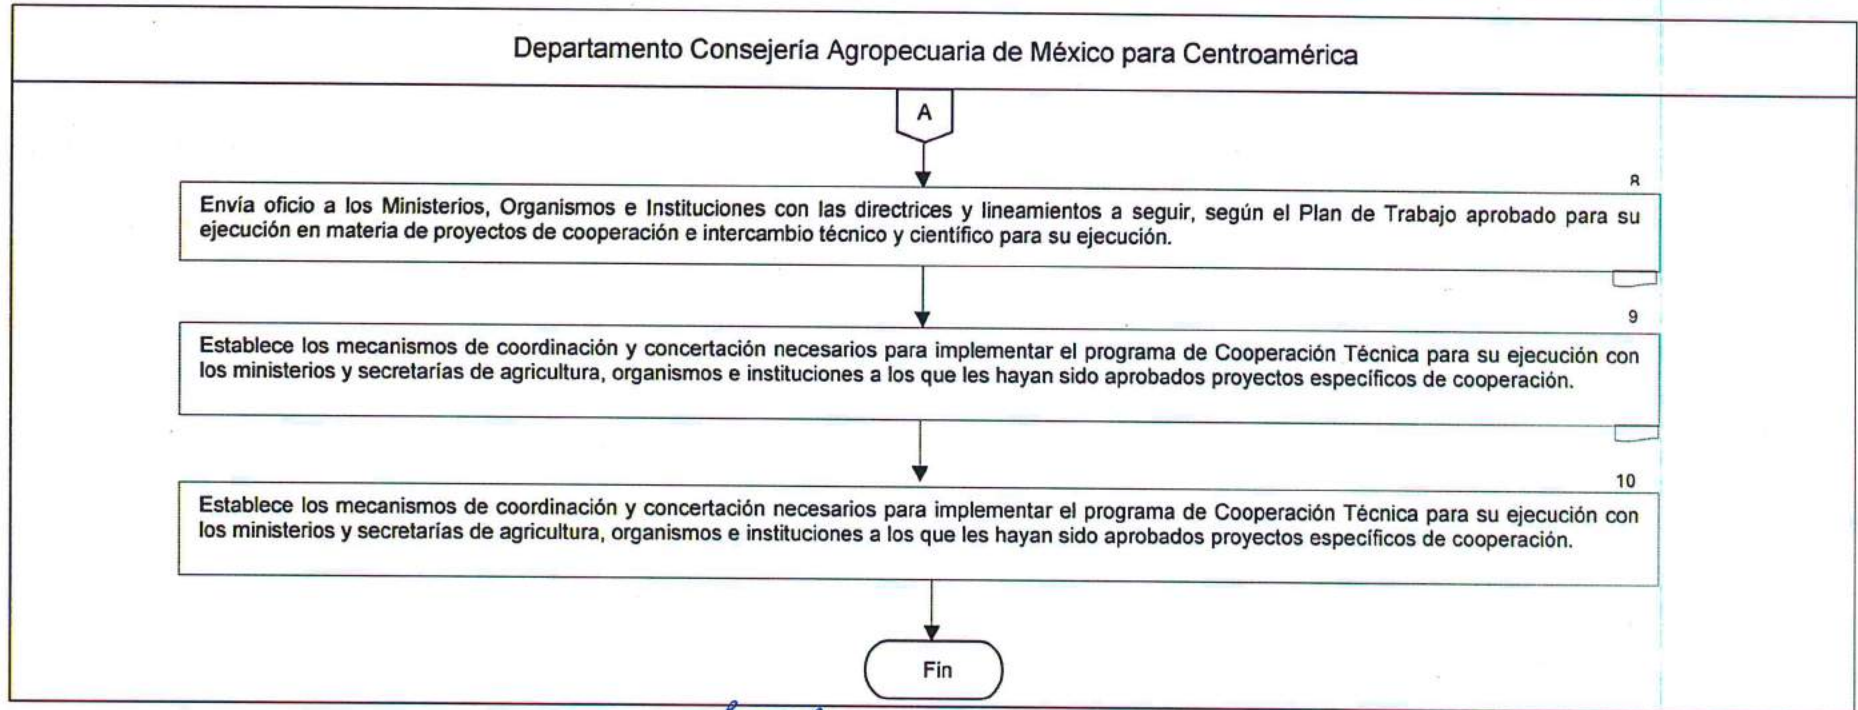 Departamento Consejería Agropecuaria de México para Centroamérica
A
8
Envía oficio a los Ministerios, Organismos e Instituciones con las directrices y lineamientos a seguir, según el Plan de Trabajo aprobado para su
ejecución en materia de proyectos de cooperación e intercambio técnico y científico para su ejecución.
9
Establece los mecanismos de coordinación y concertación necesarios para implementar el programa de Cooperación Técnica para su ejecución con
los ministerios y secretarías de agricultura, organismos e instituciones a los que les hayan sido aprobados proyectos específicos de cooperación.
10
Establece los mecanismos de coordinación y concertación necesarios para implementar el programa de Cooperación Técnica para su ejecución con
los ministerios y secretarías de agricultura, organismos e instituciones a los que les hayan sido aprobados proyectos específicos de cooperación.
Fin